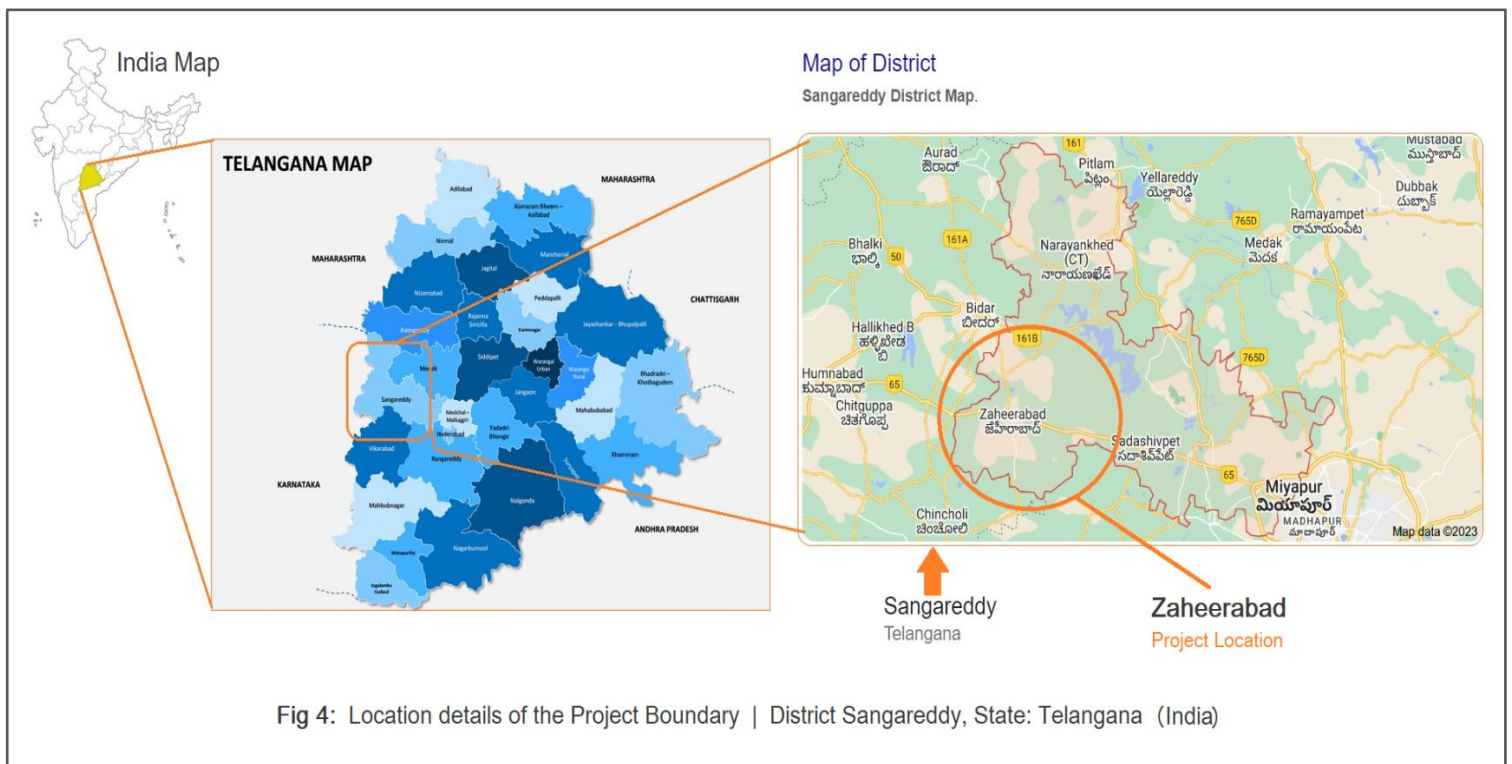 India Map
Map of District
Sangareddy District Map.
TELANGANA MAP
MAHARASHTRA
Adilabad
Komaram Bheem –
Asifabad
Nirmal
Mancherial
MAHARASHTRA
Jagital
Nizamabad
Peddapalli
CHATTISGARH
Rajanna
Siricilla
Karimnagar
Jayashankar - Bhupalpalli
Kamareddy
Siddipet
Warangal
Urban
Warangal
Rural
Medak
Bhadradri –
Khothagudem
Sangareddy
Jangaon
Mahabubabad
Medchal –
Malkajgiri
Hyderabad
Yadadri
Bhongir
Vikarabad
Rangareddy
Suryapet
Khammam
KARNATAKA
Nalgonda
Mahbubnagar
ANDHRA PRADESH
Wanaparthy
Nagarkurnool
Jogulamba
Gadwal
161
Mustabad
ముస్తాబాద్
Aurad
ಔರಾದ್
Pitlam
పిట్లం
Yellareddy
యెల్లారెడ్డి
Dubbak
దుబ్బాక్
765D
Ramayampet
రామాయంపేట
161A
Bhalki
ಭಾಲ್ಕಿ
50
Narayankhed
(CT)
నారాయణఖేడ్
Medak
మెదక్
Bidar
ಬೀದರ್
Hallikhed B
ಹಳ್ಳಿಖೇಡ
ಬಿ
161B
765D
Humnabad
ಹುಮ್ನಾಬಾದ್
65
Chitguppa
ಚಿತಗೊಪ್ಪ
Zaheerabad
జహీరాబాద్
Sadashivpet
సదాశివ్‌పేట్
65
Miyapur
మియాపూర్
Chincholi
ಚಿಂಚೋಳಿ
MADHAPUR
మాదాపూర్
Map data ©2023
Sangareddy
Telangana
Zaheerabad
Project Location
Fig 4: Location details of the Project Boundary | District Sangareddy, State: Telangana (India)